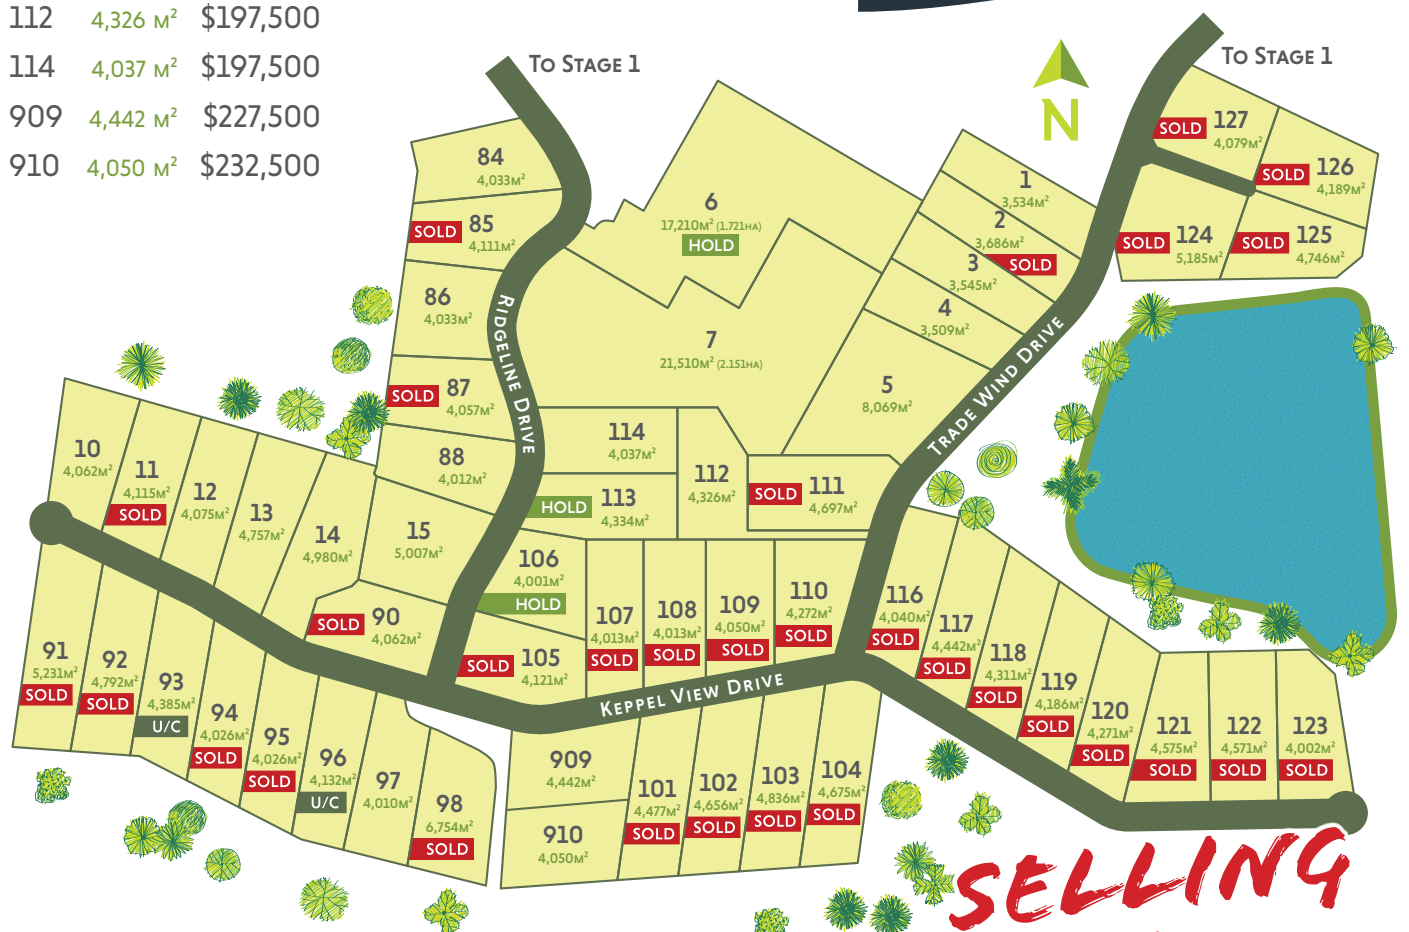 112 4,326 M² $197,500
114 4,037 M² $197,500
909 4,442 M² $227,500
910 4,050 M² $232,500
TO STAGE 1
TO STAGE 1
N
84
4,033M²
SOLD 85
4,111M²
86
4,033M²
SOLD 87
4,057M²
88
4,012M²
RIDGELINE DRIVE
6
17,210M² (1.721HA)
HOLD
7
21,510M² (2.151HA)
1
3,534M²
2
3,686M²
SOLD
3
3,545M²
4
3,509M²
5
8,069M²
TRADE WIND DRIVE
SOLD 127
4,079M²
SOLD 126
4,189M²
SOLD 124
5,185M²
SOLD 125
4,746M²
10
4,062M²
11
4,115M²
SOLD
12
4,075M²
13
4,757M²
14
4,980M²
15
5,007M²
SOLD 90
4,062M²
114
4,037M²
HOLD 113
4,334M²
112
4,326M²
SOLD 111
4,697M²
106
4,001M²
HOLD
SOLD 105
4,121M²
107
4,013M²
SOLD
108
4,013M²
SOLD
109
4,050M²
SOLD
110
4,272M²
SOLD
116
4,040M²
SOLD
117
4,442M²
SOLD
118
4,311M²
SOLD
119
4,186M²
SOLD
120
4,271M²
SOLD
121
4,575M²
SOLD
122
4,571M²
SOLD
123
4,002M²
SOLD
KEPPEL VIEW DRIVE
91
5,231M²
SOLD
92
4,792M²
SOLD
93
4,385M²
U/C
94
4,026M²
SOLD
95
4,026M²
SOLD
96
4,132M²
U/C
97
4,010M²
98
6,754M²
SOLD
909
4,442M²
910
4,050M²
101
4,477M²
SOLD
102
4,656M²
SOLD
103
4,836M²
SOLD
104
4,675M²
SOLD
SELLING